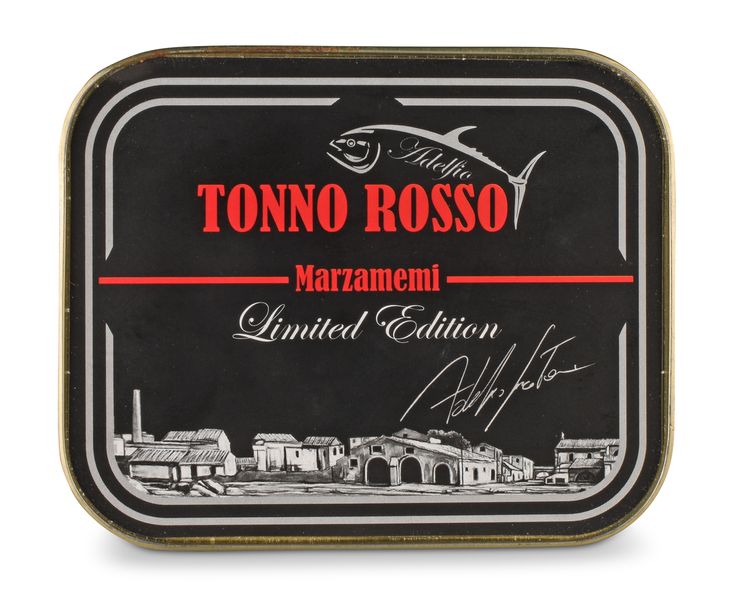 Adelfio
TONNO ROSSO
Marzamemi
Limited Edition